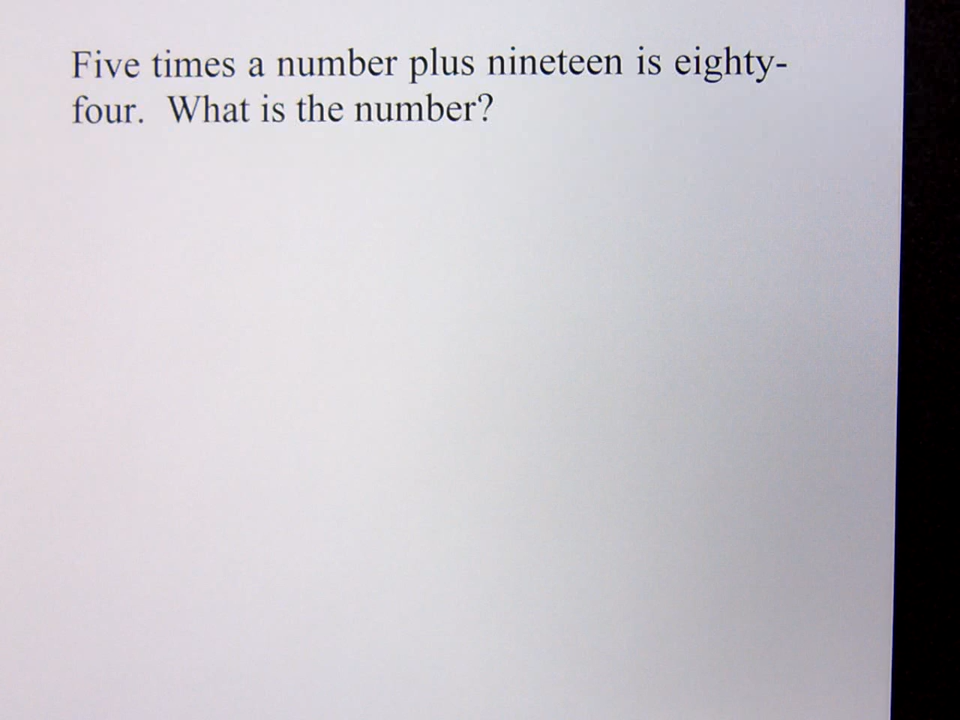 Five times a number plus nineteen is eighty-
four.  What is the number?